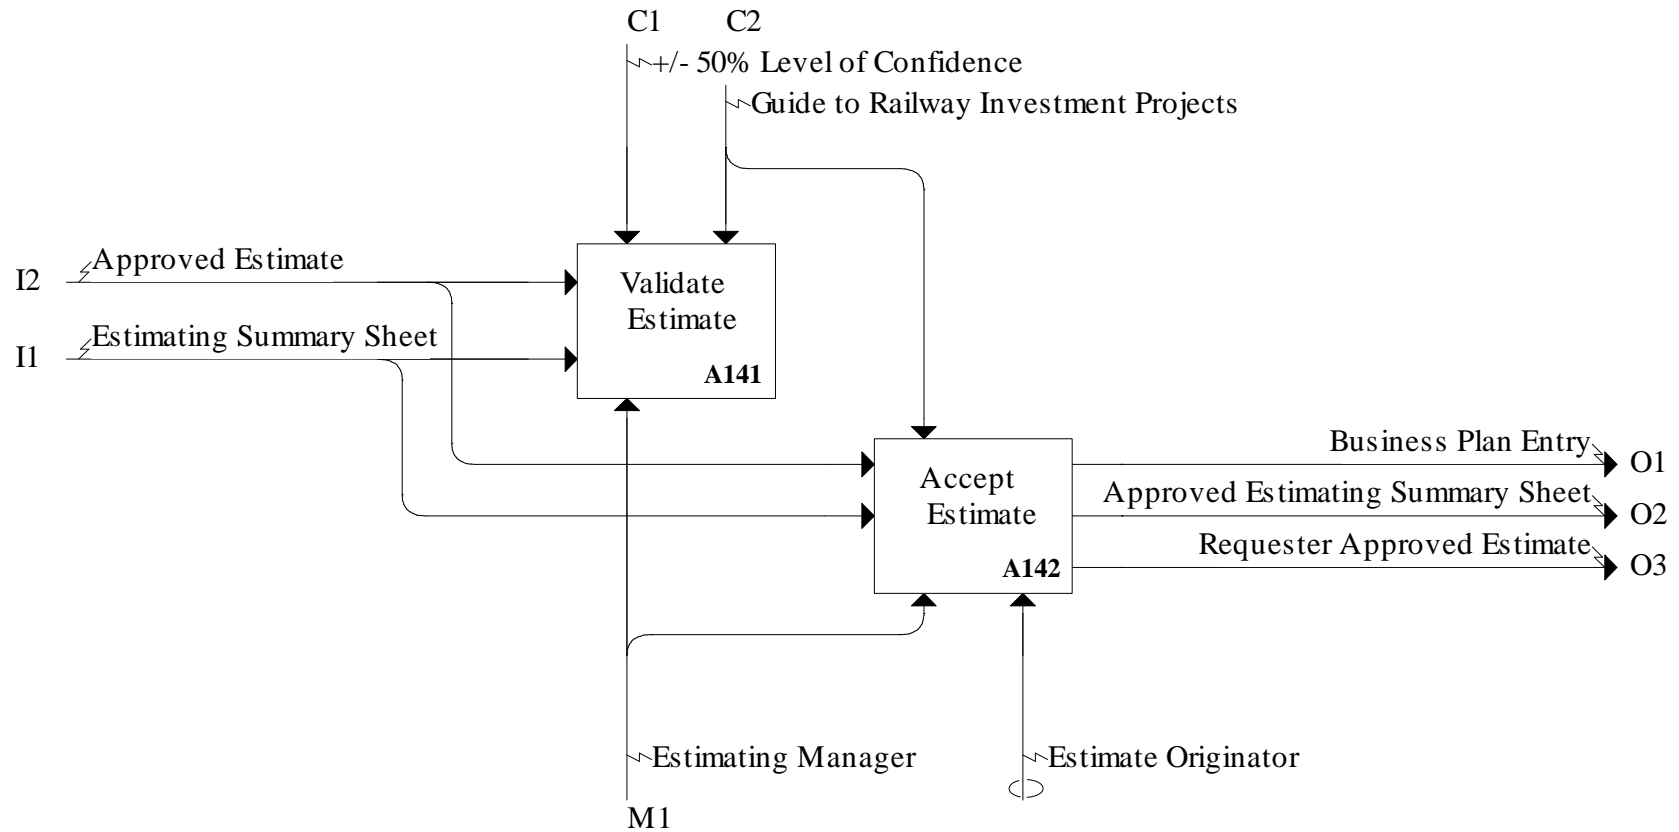 C1 C2
+/- 50% Level of Confidence
Guide to Railway Investment Projects
I2 Approved Estimate
Validate
Estimate
A141
I1 Estimating Summary Sheet
Accept
Estimate
A142
Business Plan Entry O1
Approved Estimating Summary Sheet O2
Requester Approved Estimate O3
Estimating Manager
Estimate Originator
M1